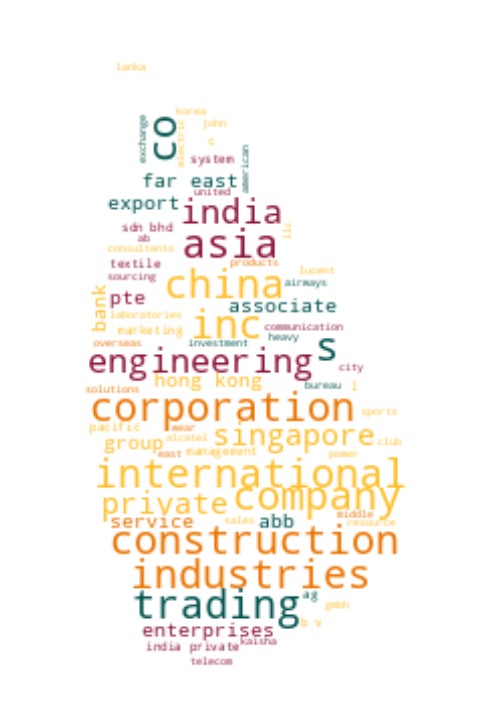 lanka
korea
exchange
co
electric
john
c
system
american
far east
united
export
india
sdn bhd
llc
ab
asia
consultants
textile
products
sourcing
lucent
china
airways
bank
pte
associate
laboratories
inc
communication
marketing
heavy
overseas
investment
s
engineering
city
hong kong
solutions
bureau
l
corporation
sports
pacific
wear
singapore
group
alcatel
club
east
management
power
international
private
company
service
sales
abb
middle
resource
construction
industries
trading
ag
gmbh
enterprises
b v
kaisha
india private
telecom